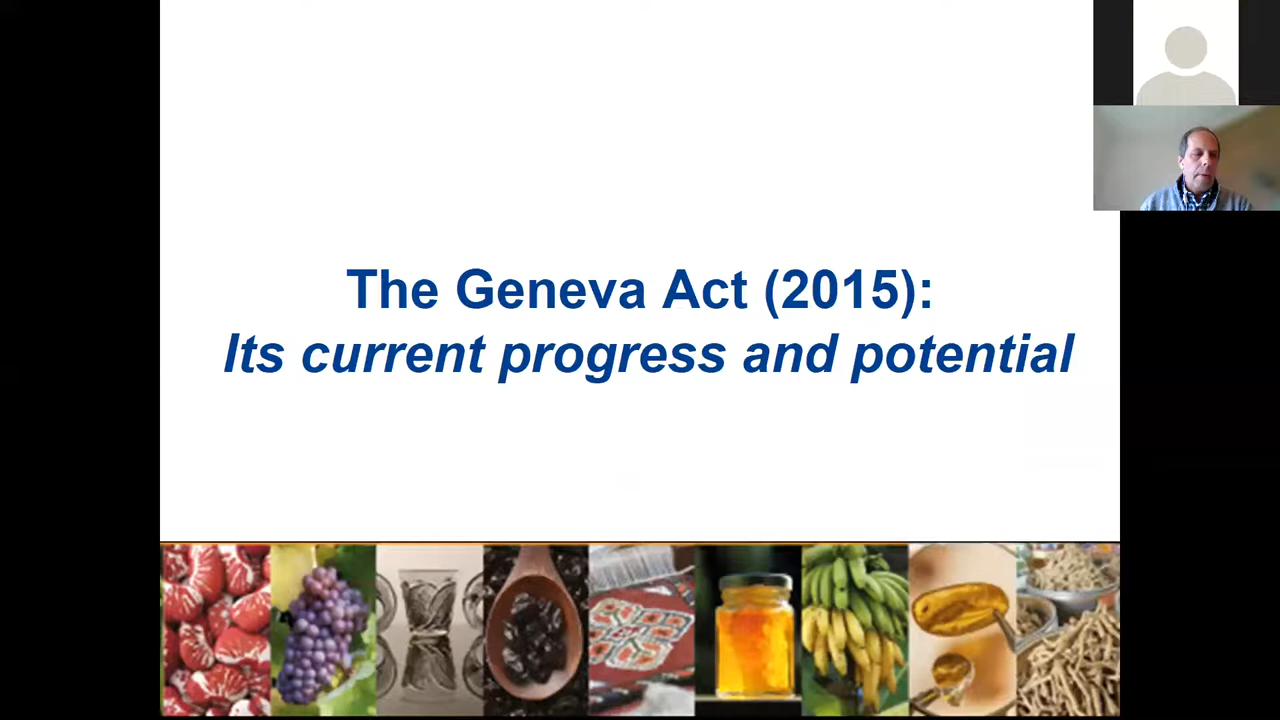 The Geneva Act (2015):
Its current progress and potential